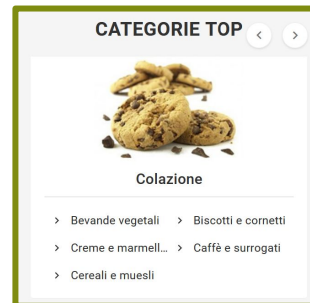 CATEGORIE TOP
Colazione
Bevande vegetali
Biscotti e cornetti
Creme e marmell...
Caffè e surrogati
Cereali e muesli